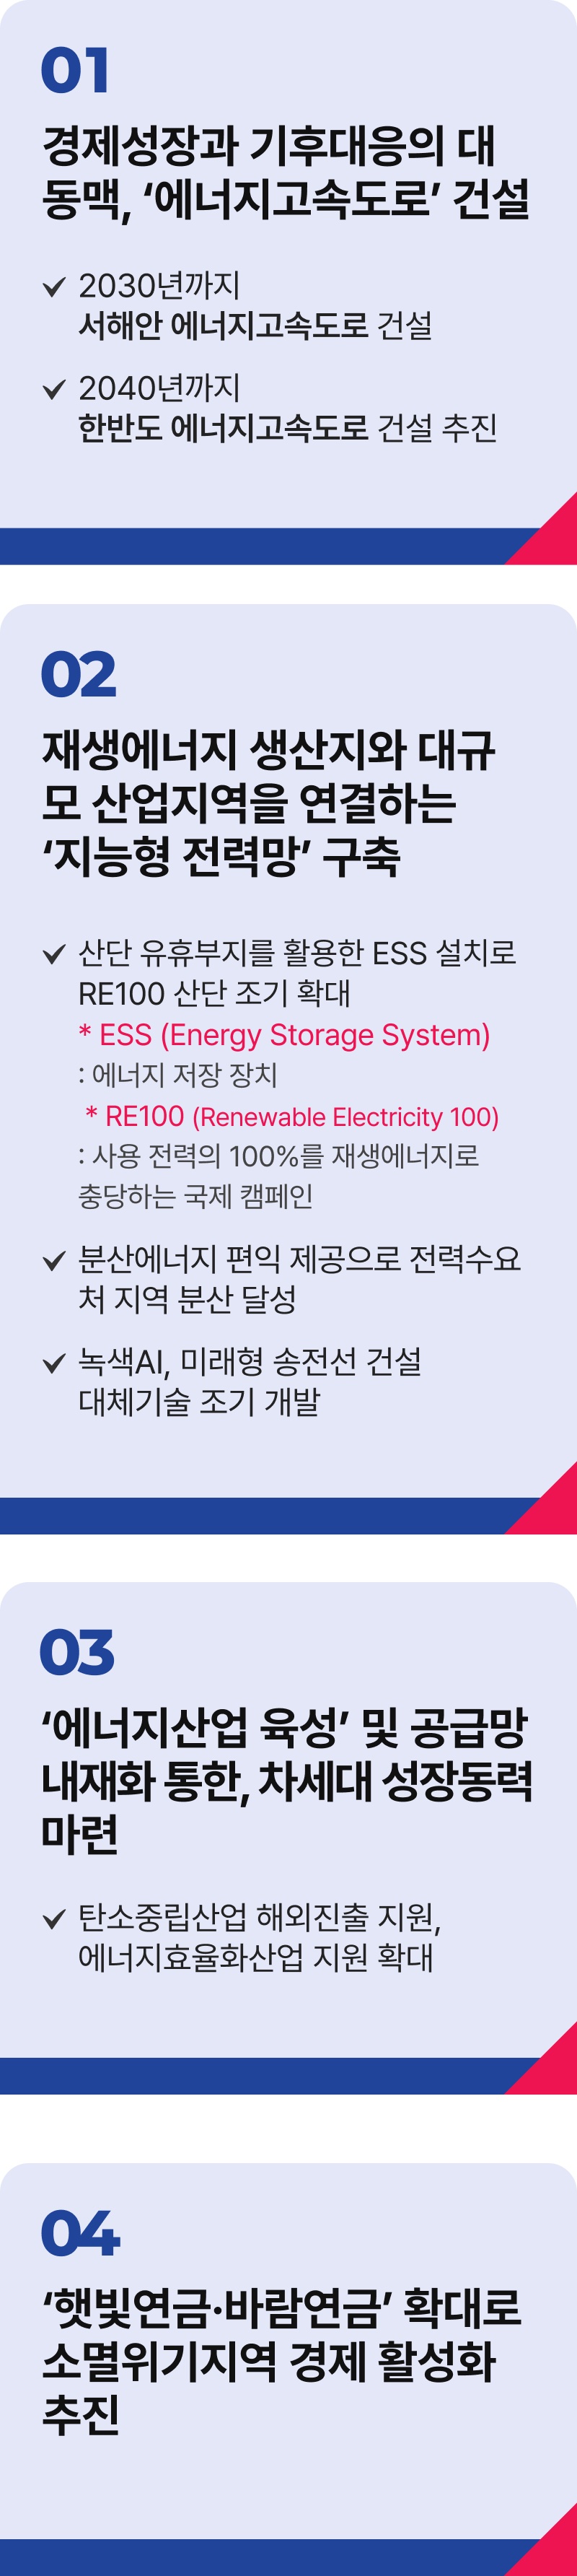 01
경제성장과 기후대응의 대
동맥, ‘에너지고속도로’ 건설
2030년까지
서해안 에너지고속도로 건설
2040년까지
한반도 에너지고속도로 건설 추진
02
재생에너지 생산지와 대규
모 산업지역을 연결하는
‘지능형 전력망’ 구축
산단 유휴부지를 활용한 ESS 설치로
RE100 산단 조기 확대
* ESS (Energy Storage System)
: 에너지 저장 장치
* RE100 (Renewable Electricity 100)
: 사용 전력의 100%를 재생에너지로
충당하는 국제 캠페인
분산에너지 편익 제공으로 전력수요
처 지역 분산 달성
녹색AI, 미래형 송전선 건설
대체기술 조기 개발
03
‘에너지산업 육성’ 및 공급망
내재화 통한, 차세대 성장동력
마련
탄소중립산업 해외진출 지원,
에너지효율화산업 지원 확대
04
‘햇빛연금·바람연금’ 확대로
소멸위기지역 경제 활성화
추진